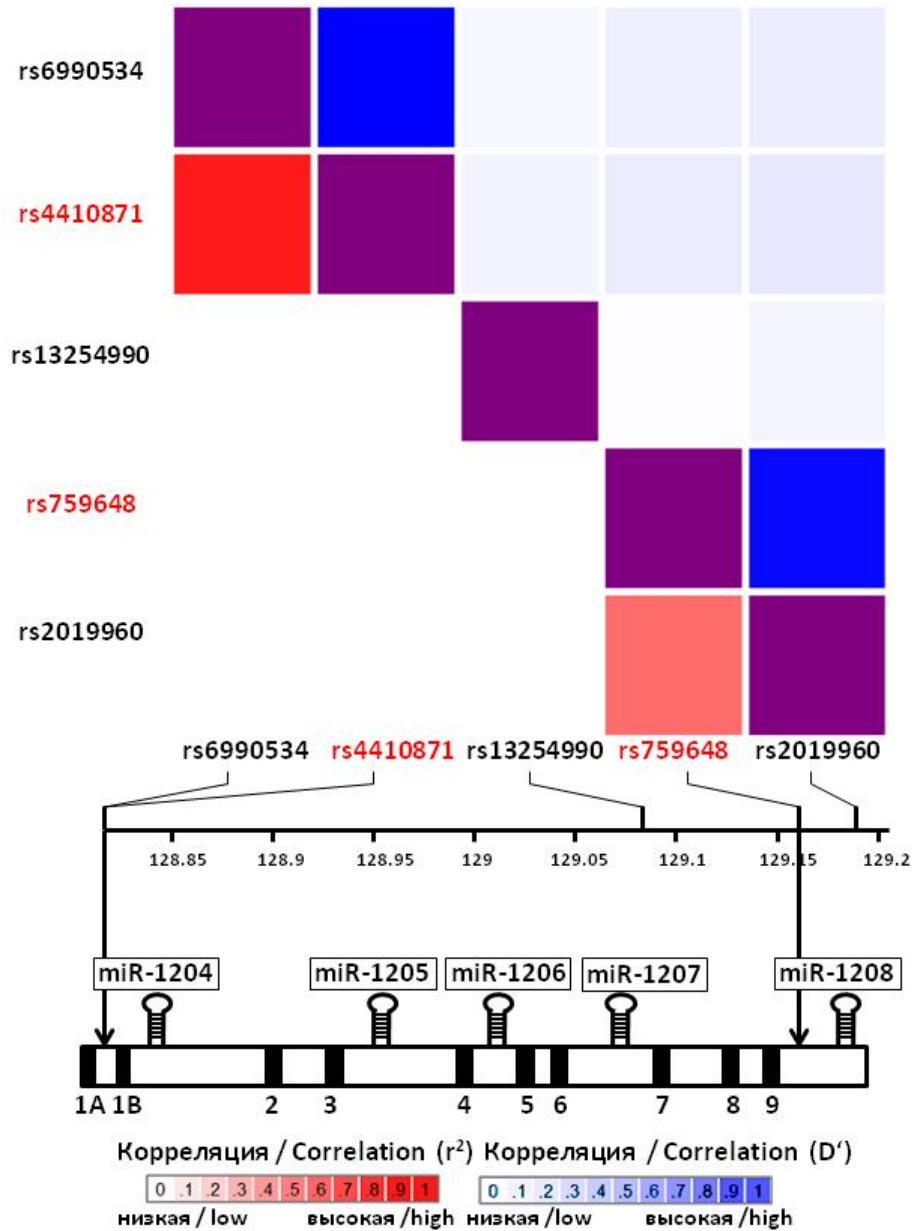 rs6990534
rs4410871
rs13254990
rs759648
rs2019960
rs6990534 rs4410871 rs13254990 rs759648 rs2019960
128.85 128.9 128.95 129 129.05 129.1 129.15 129.2
miR-1204 miR-1205 miR-1206 miR-1207 miR-1208
1A 1B 2 3 4 5 6 7 8 9
Корреляция / Correlation (r²) Корреляция / Correlation (D‘)
0 .1 .2 .3 .4 .5 .6 .7 .8 .9 1 0 .1 .2 .3 .4 .5 .6 .7 .8 .9 1
низкая / low высокая /high низкая / low высокая /high